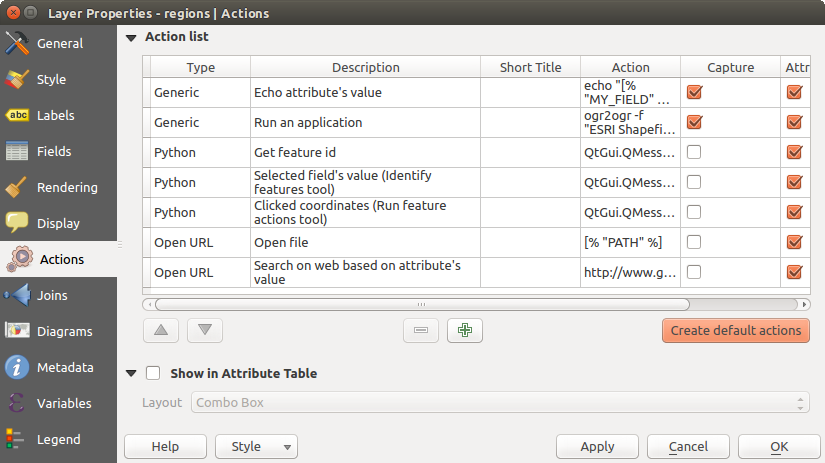 Layer Properties - regions | Actions
General
Style
Labels
Fields
Rendering
Display
Actions
Joins
Diagrams
Metadata
Variables
Legend
abc
Action list
Type Description Short Title Action Capture Attr
Generic Echo attribute's value echo "[%
"MY_FIELD" ...
Generic Run an application ogr2ogr -f
"ESRI Shapefi...
Python Get feature id QtGui.QMess...
Python Selected field's value (Identify
features tool) QtGui.QMess...
Python Clicked coordinates (Run feature
actions tool) QtGui.QMess...
Open URL Open file [% "PATH" %]
Open URL Search on web based on attribute's
value http://www.g...
Create default actions
Show in Attribute Table
Layout Combo Box
Help Style Apply Cancel OK